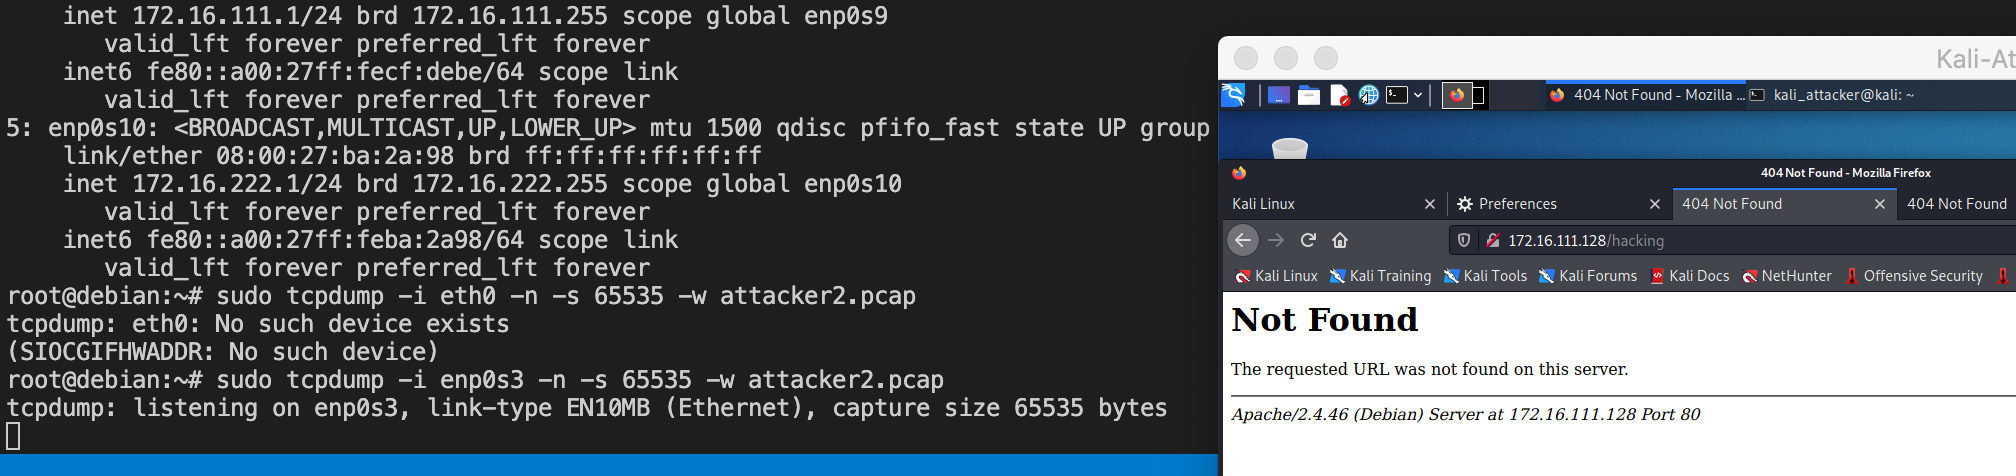 inet 172.16.111.1/24 brd 172.16.111.255 scope global enp0s9
valid_lft forever preferred_lft forever
inet6 fe80::a00:27ff:fecf:debe/64 scope link
valid_lft forever preferred_lft forever
5: enp0s10: <BROADCAST,MULTICAST,UP,LOWER_UP> mtu 1500 qdisc pfifo_fast state UP group
link/ether 08:00:27:ba:2a:98 brd ff:ff:ff:ff:ff:ff
inet 172.16.222.1/24 brd 172.16.222.255 scope global enp0s10
valid_lft forever preferred_lft forever
inet6 fe80::a00:27ff:feba:2a98/64 scope link
valid_lft forever preferred_lft forever
root@debian:~# sudo tcpdump -i eth0 -n -s 65535 -w attacker2.pcap
tcpdump: eth0: No such device exists
(SIOCGIFHWADDR: No such device)
root@debian:~# sudo tcpdump -i enp0s3 -n -s 65535 -w attacker2.pcap
tcpdump: listening on enp0s3, link-type EN10MB (Ethernet), capture size 65535 bytes
Kali-At
404 Not Found - Mozilla ... kali_attacker@kali: ~
404 Not Found - Mozilla Firefox
Kali Linux Preferences 404 Not Found 404 Not Found
172.16.111.128/hacking
Kali Linux Kali Training Kali Tools Kali Forums Kali Docs NetHunter Offensive Security
Not Found
The requested URL was not found on this server.
Apache/2.4.46 (Debian) Server at 172.16.111.128 Port 80